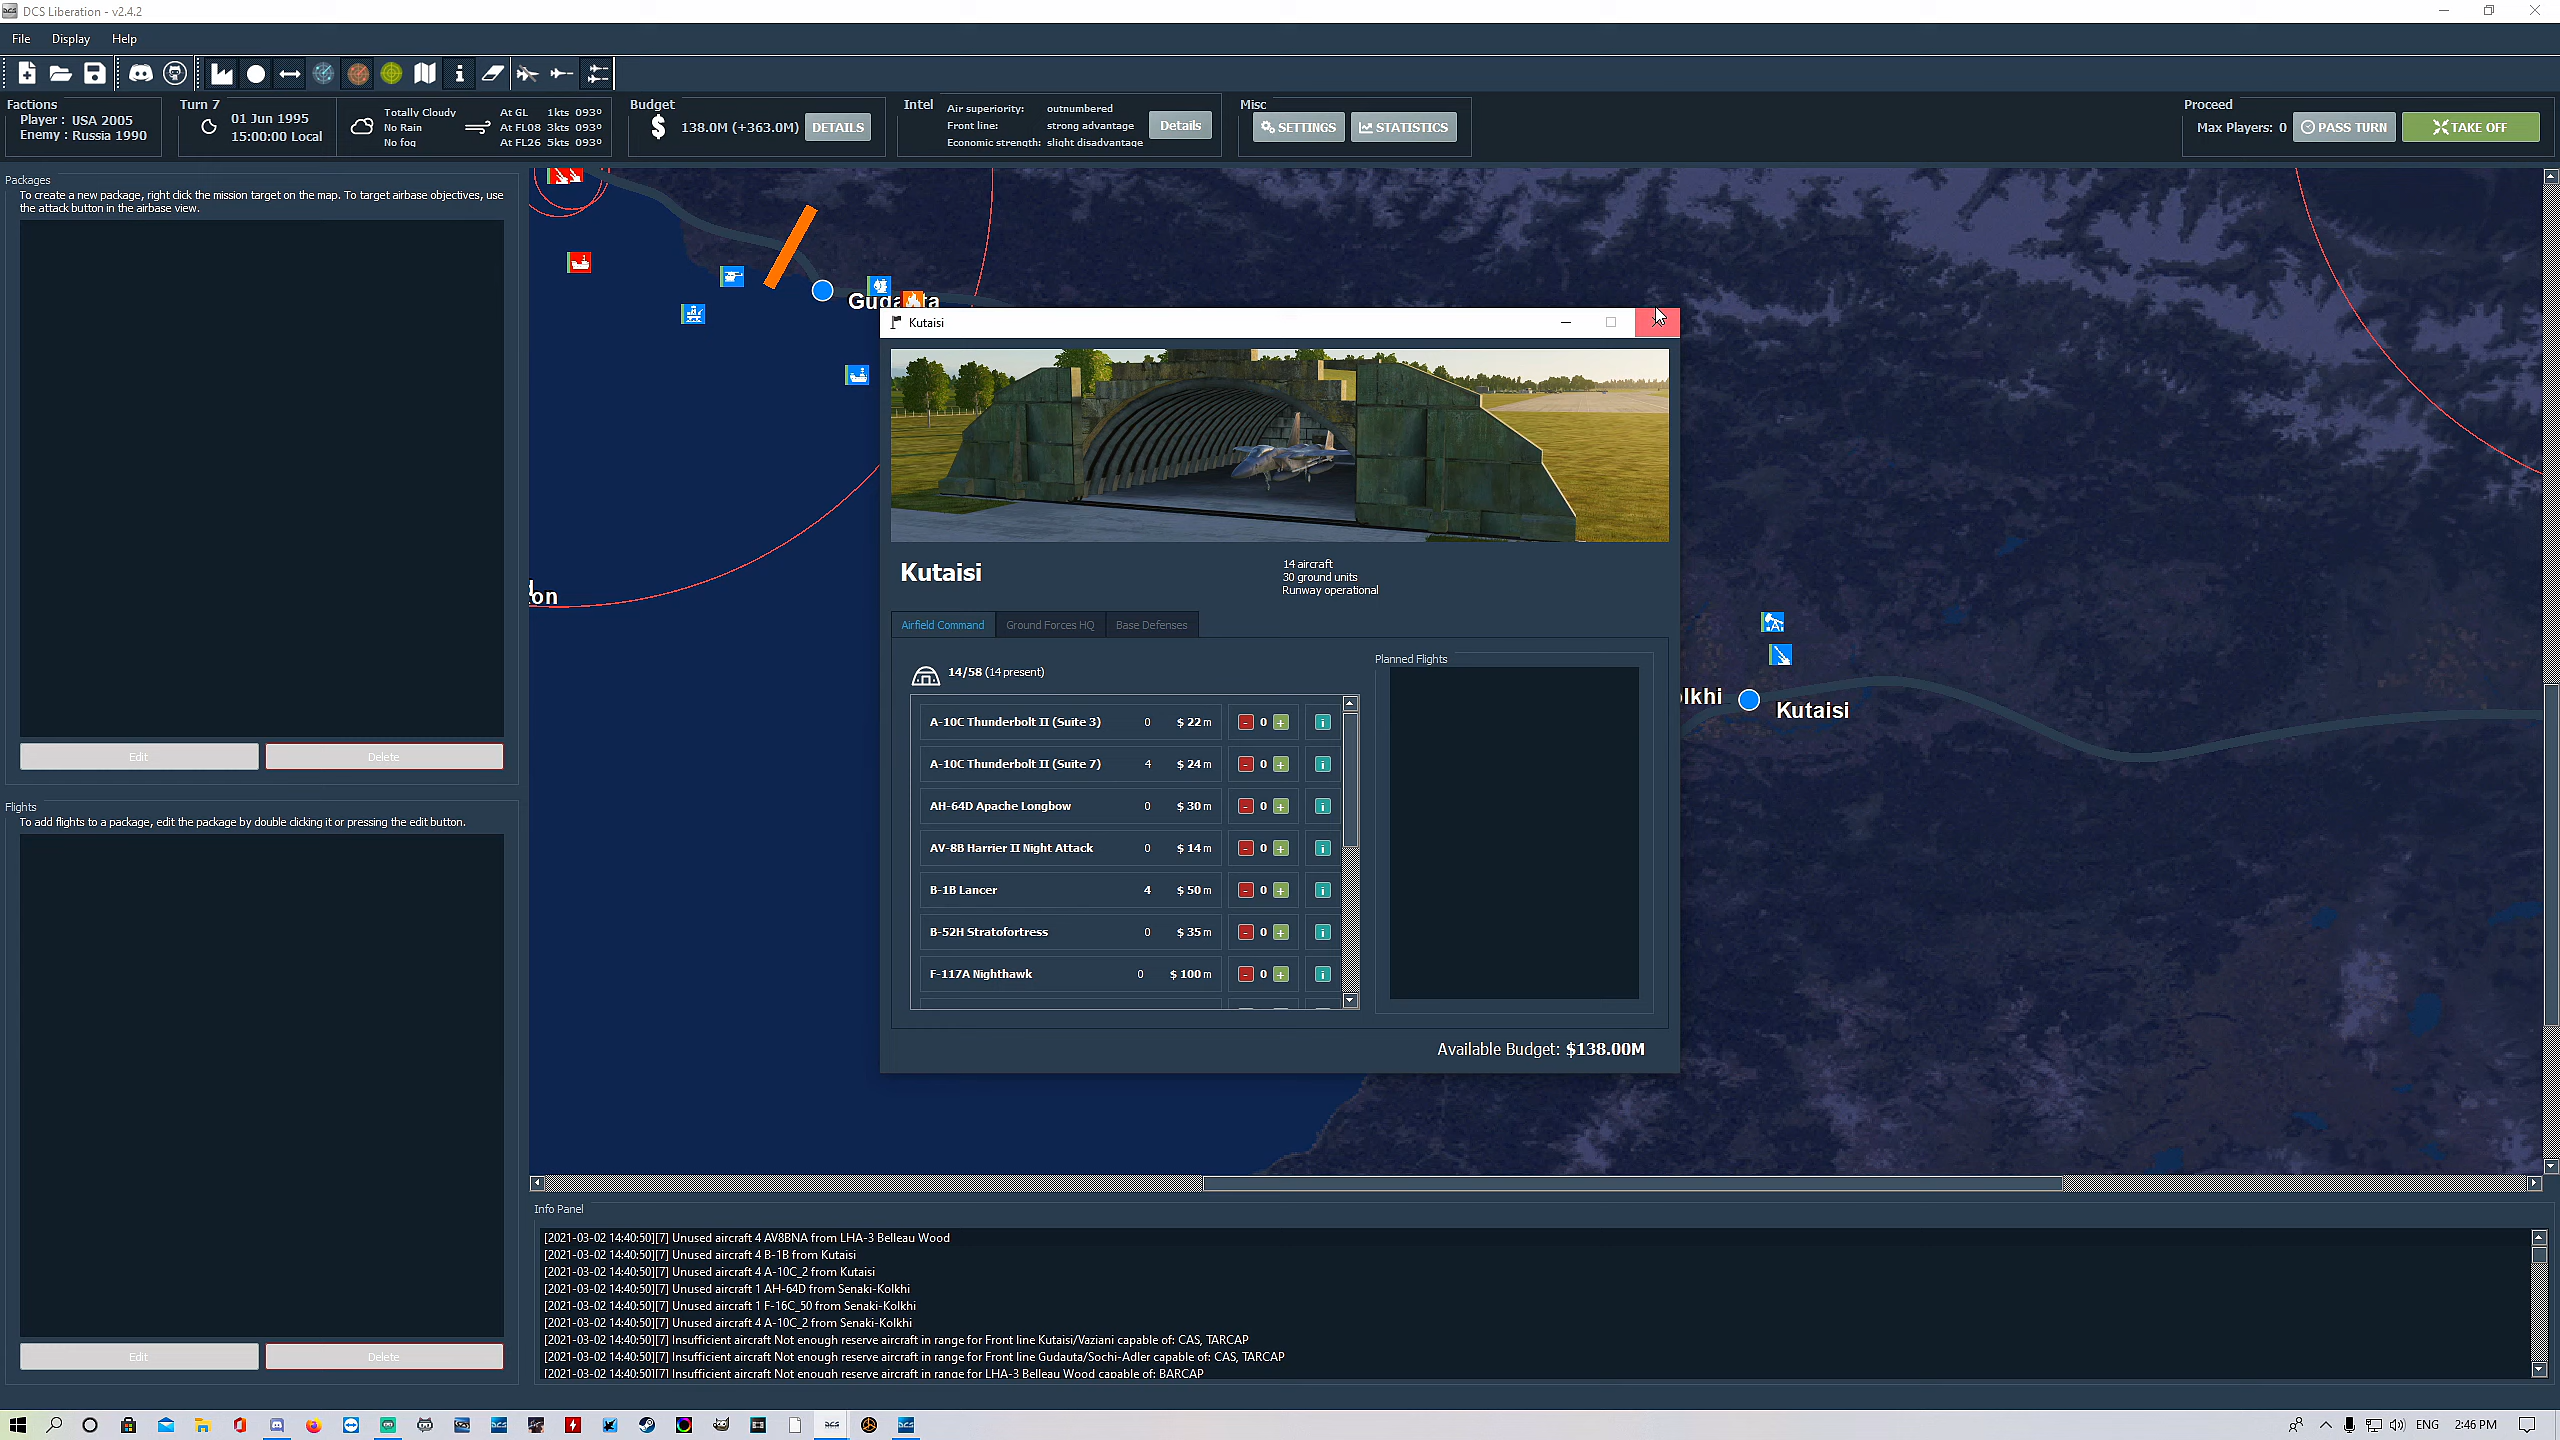 DCS Liberation - v2.4.2
File Display Help
Factions
Player : USA 2005
Enemy : Russia 1990
Turn 7
01 Jun 1995
15:00:00 Local
Totally Cloudy
No Rain
No fog
At GL 1kts 093º
At FL08 3kts 093º
At FL26 5kts 093º
Budget
$ 138.0M (+363.0M) DETAILS
Intel
Air superiority: outnumbered
Front line: strong advantage
Economic strength: slight disadvantage
Details
Misc
SETTINGS STATISTICS
Proceed
Max Players: 0 PASS TURN TAKE OFF
Packages
To create a new package, right click the mission target on the map. To target airbase objectives, use
the attack button in the airbase view.
Edit Delete
Flights
To add flights to a package, edit the package by double clicking it or pressing the edit button.
Edit Delete
Gudauta
on
lkhi
Kutaisi
Kutaisi
Kutaisi
14 aircraft
30 ground units
Runway operational
Airfield Command Ground Forces HQ Base Defenses
14/58 (14 present)
A-10C Thunderbolt II (Suite 3) 0 $ 22 m - 0 + i
A-10C Thunderbolt II (Suite 7) 4 $ 24 m - 0 + i
AH-64D Apache Longbow 0 $ 30 m - 0 + i
AV-8B Harrier II Night Attack 0 $ 14 m - 0 + i
B-1B Lancer 4 $ 50 m - 0 + i
B-52H Stratofortress 0 $ 35 m - 0 + i
F-117A Nighthawk 0 $ 100 m - 0 + i
Planned Flights
Available Budget: $138.00M
Info Panel
[2021-03-02 14:40:50][7] Unused aircraft 4 AV8BNA from LHA-3 Belleau Wood
[2021-03-02 14:40:50][7] Unused aircraft 4 B-1B from Kutaisi
[2021-03-02 14:40:50][7] Unused aircraft 4 A-10C_2 from Kutaisi
[2021-03-02 14:40:50][7] Unused aircraft 1 AH-64D from Senaki-Kolkhi
[2021-03-02 14:40:50][7] Unused aircraft 1 F-16C_50 from Senaki-Kolkhi
[2021-03-02 14:40:50][7] Unused aircraft 4 A-10C_2 from Senaki-Kolkhi
[2021-03-02 14:40:50][7] Insufficient aircraft Not enough reserve aircraft in range for Front line Kutaisi/Vaziani capable of: CAS, TARCAP
[2021-03-02 14:40:50][7] Insufficient aircraft Not enough reserve aircraft in range for Front line Gudauta/Sochi-Adler capable of: CAS, TARCAP
[2021-03-02 14:40:50][7] Insufficient aircraft Not enough reserve aircraft in range for LHA-3 Belleau Wood capable of: BARCAP
ENG 2:46 PM